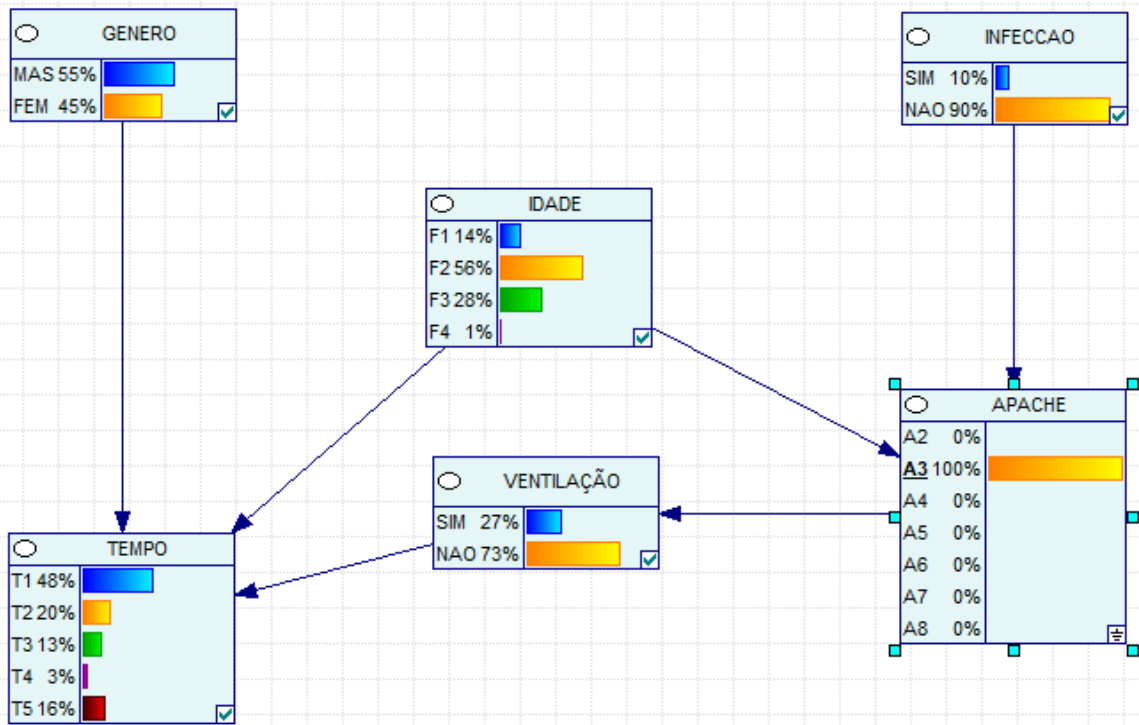 GENERO
MAS 55%
FEM 45%
INFECCAO
SIM 10%
NAO 90%
IDADE
F1 14%
F2 56%
F3 28%
F4 1%
APACHE
A2 0%
A3 100%
A4 0%
A5 0%
A6 0%
A7 0%
A8 0%
VENTILAÇÃO
SIM 27%
NAO 73%
TEMPO
T1 48%
T2 20%
T3 13%
T4 3%
T5 16%